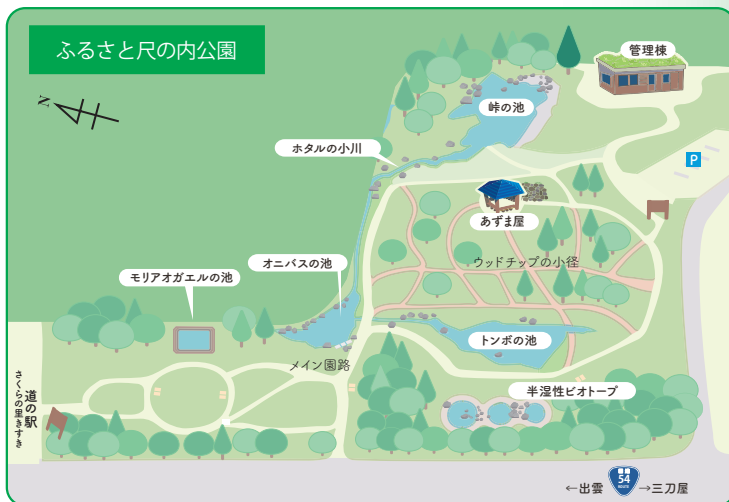 ふるさと尺の内公園
管理棟
N
峠の池
ホタルの小川
P
あずま屋
オニバスの池
ウッドチップの小径
モリアオガエルの池
トンボの池
メイン園路
半湿性ビオトープ
道の駅
さくらの里きすき
54
ROUTE
←出雲
→三刀屋